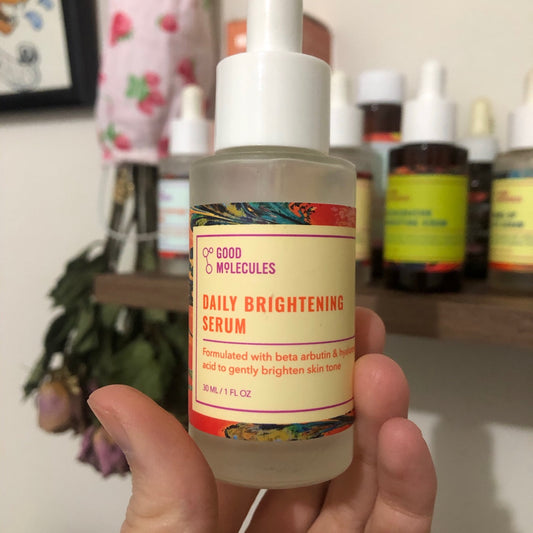 GOOD
MOLECULES
DAILY BRIGHTENING
SERUM
Formulated with beta arbutin &
acid to gently brighten skin tone
30 ML / 1 FL OZ